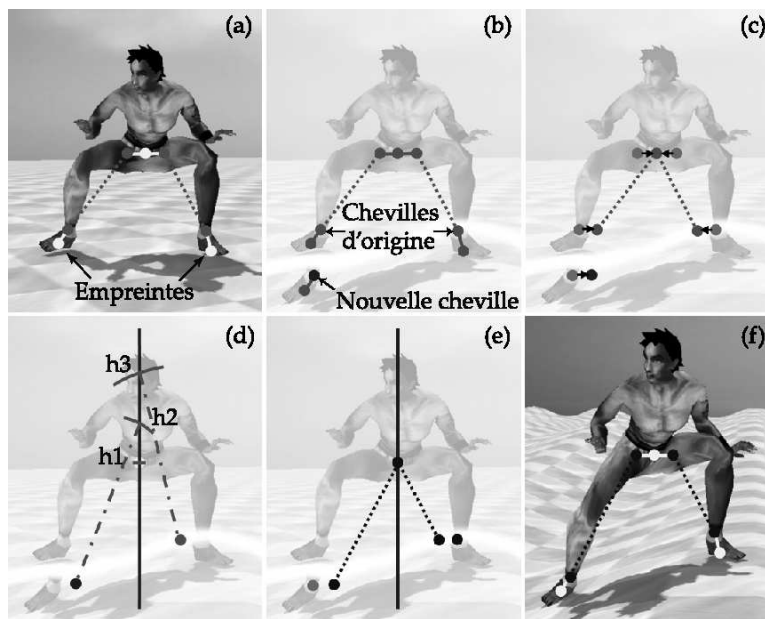 (a)
(b)
(c)
Chevilles
d'origine
Empreintes
Nouvelle cheville
(d)
(e)
(f)
h3
h2
h1